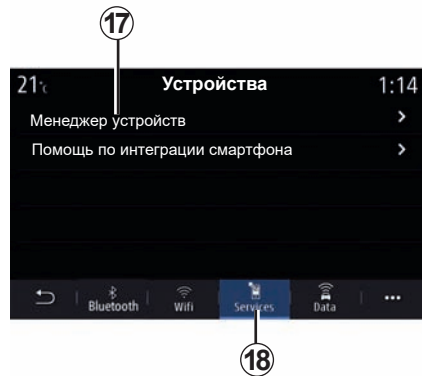 17
21°c Устройства 1:14
Менеджер устройств
Помощь по интеграции смартфона
Bluetooth Wifi Services Data
18